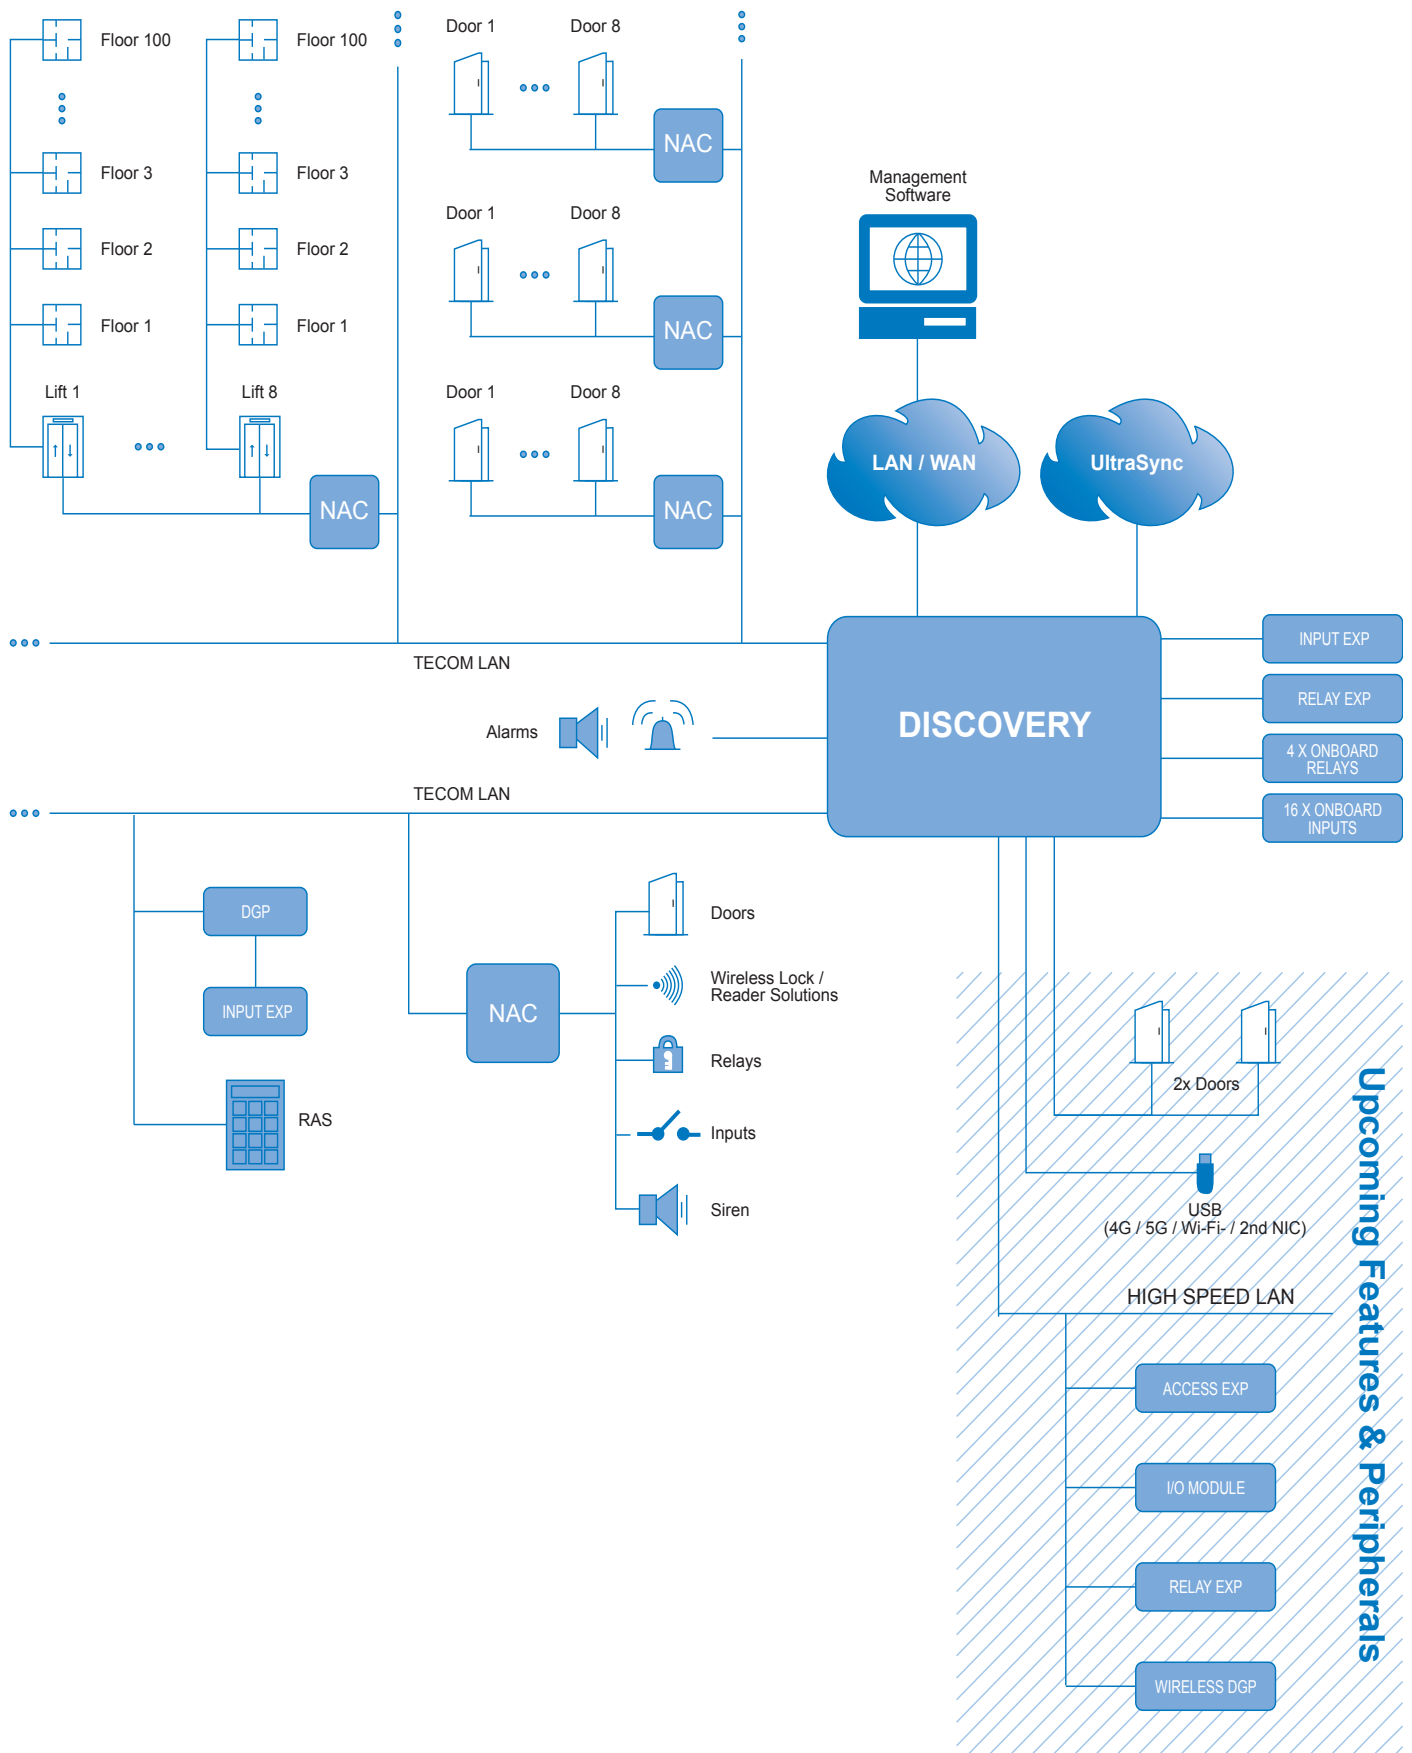 Floor 100
Floor 3
Floor 2
Floor 1
Lift 1
Floor 100
Floor 3
Floor 2
Floor 1
Lift 8
NAC
Door 1
Door 8
NAC
Door 1
Door 8
NAC
Door 1
Door 8
NAC
Management
Software
LAN / WAN
UltraSync
TECOM LAN
Alarms
DISCOVERY
INPUT EXP
RELAY EXP
4 X ONBOARD
RELAYS
16 X ONBOARD
INPUTS
TECOM LAN
DGP
INPUT EXP
RAS
NAC
Doors
Wireless Lock /
Reader Solutions
Relays
Inputs
Siren
2x Doors
USB
(4G / 5G / Wi-Fi- / 2nd NIC)
HIGH SPEED LAN
ACCESS EXP
I/O MODULE
RELAY EXP
WIRELESS DGP
Upcoming Features & Peripherals